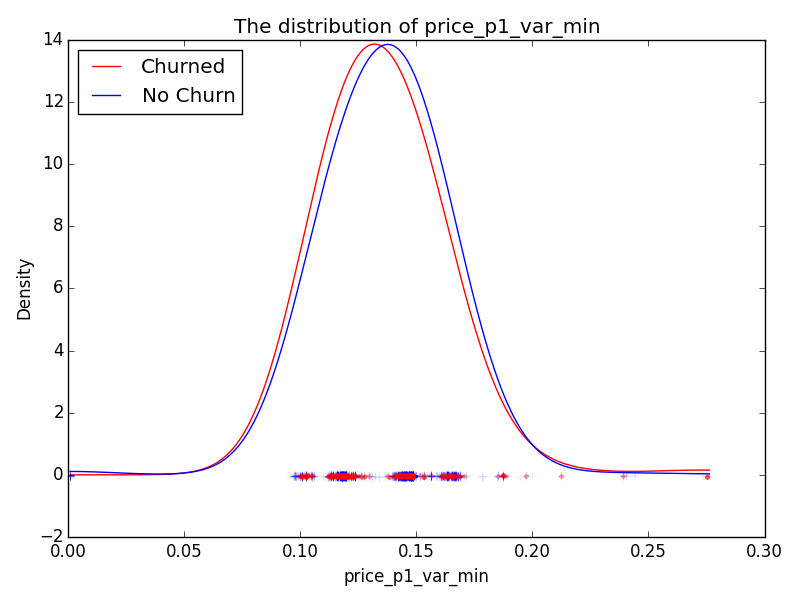 The distribution of price_p1_var_min
Churned
No Churn
14
12
10
8
6
4
2
0
−2
Density
0.00 0.05 0.10 0.15 0.20 0.25 0.30
price_p1_var_min